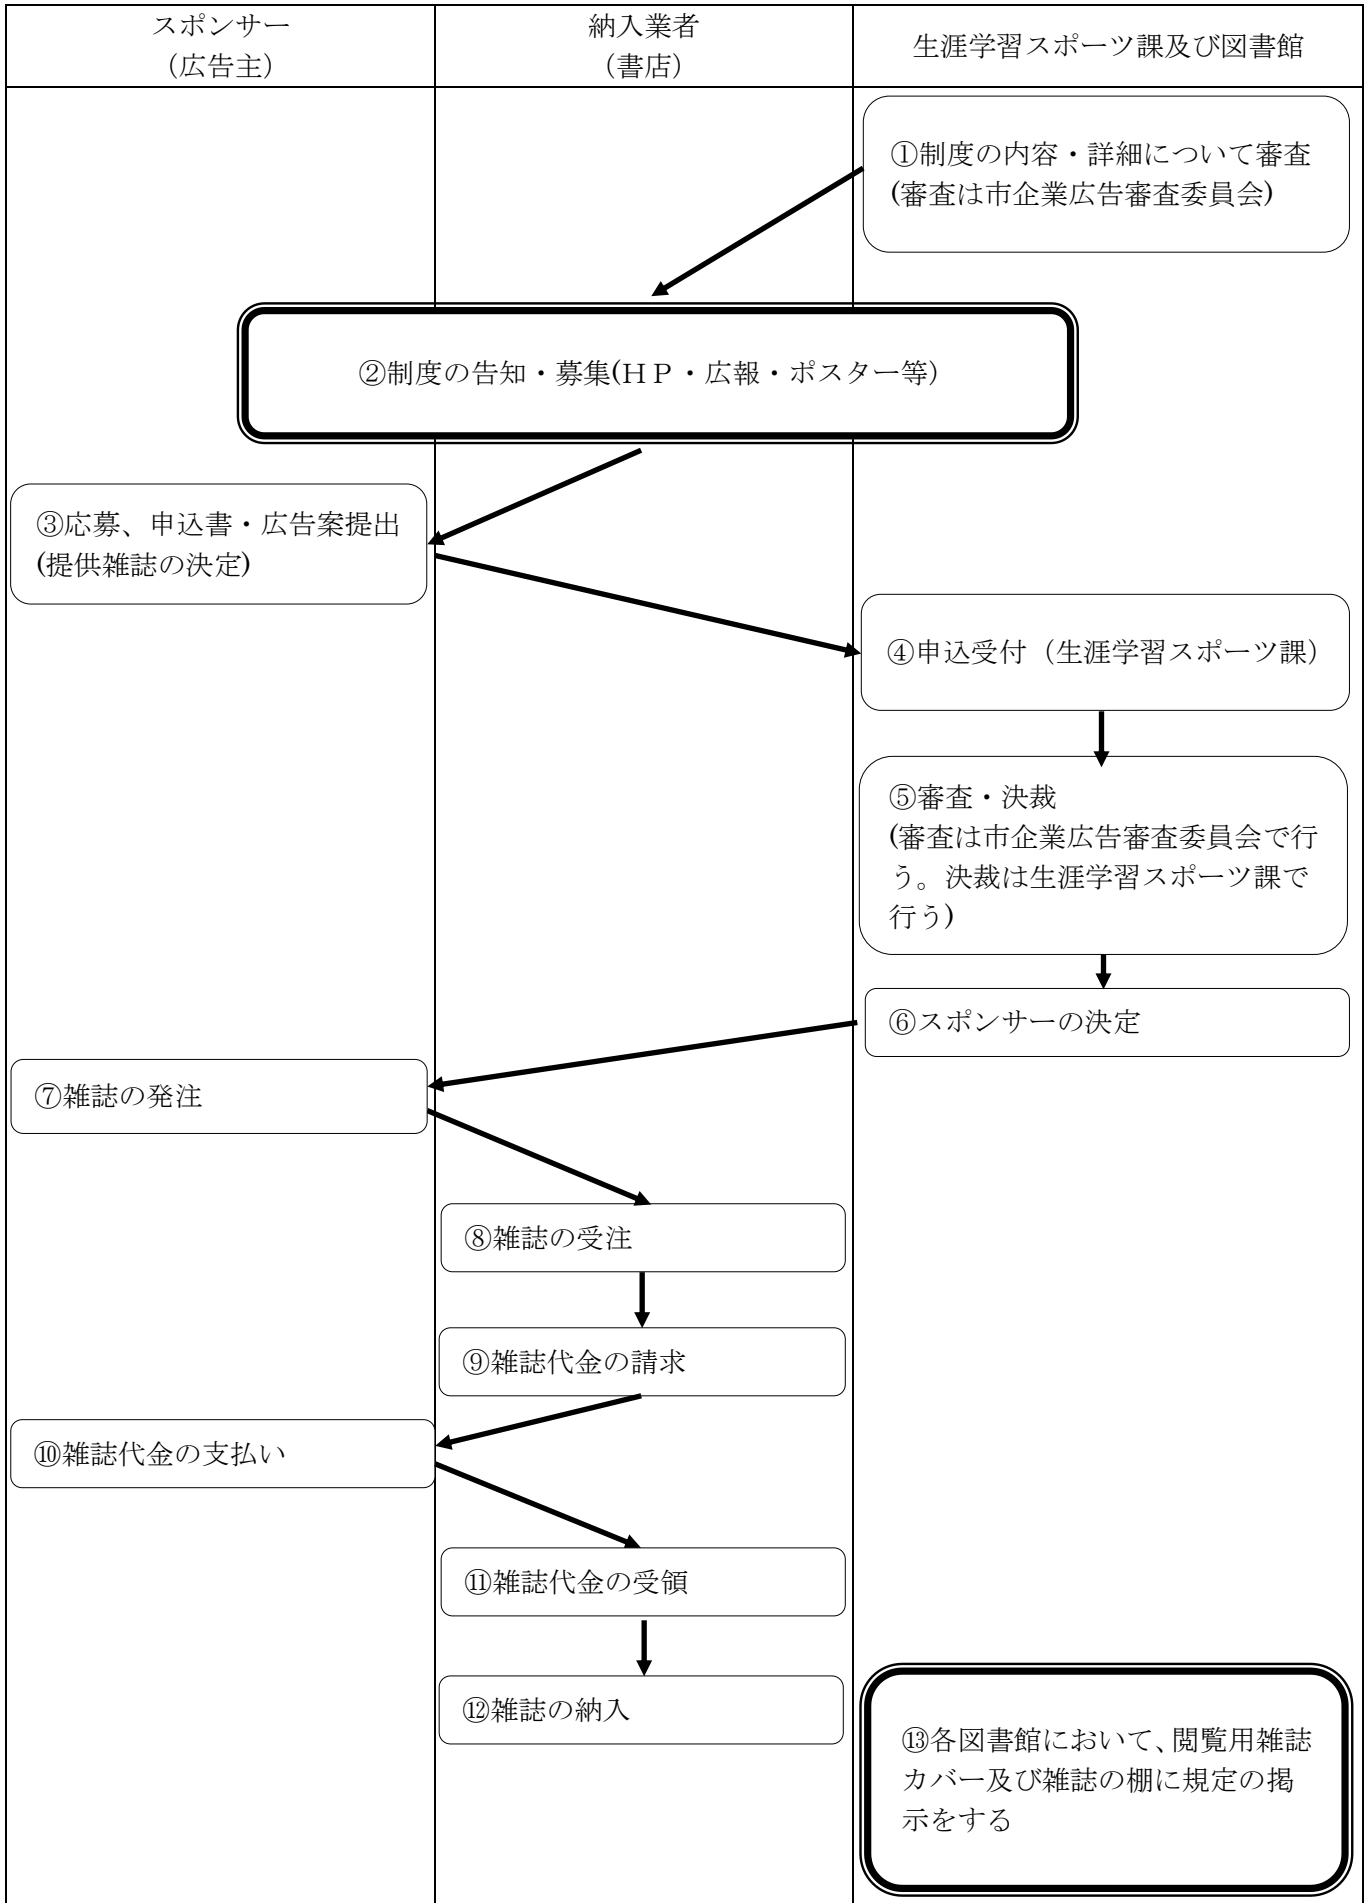 スポンサー
（広告主）
納入業者
（書店）
生涯学習スポーツ課及び図書館
①制度の内容・詳細について審査
(審査は市企業広告審査委員会)
②制度の告知・募集(ＨＰ・広報・ポスター等）
③応募、申込書・広告案提出
(提供雑誌の決定)
④申込受付（生涯学習スポーツ課）
⑤審査・決裁
(審査は市企業広告審査委員会で行
う。決裁は生涯学習スポーツ課で
行う)
⑥スポンサーの決定
⑦雑誌の発注
⑧雑誌の受注
⑨雑誌代金の請求
⑩雑誌代金の支払い
⑪雑誌代金の受領
⑫雑誌の納入
⑬各図書館において、閲覧用雑誌
カバー及び雑誌の棚に規定の掲
示をする